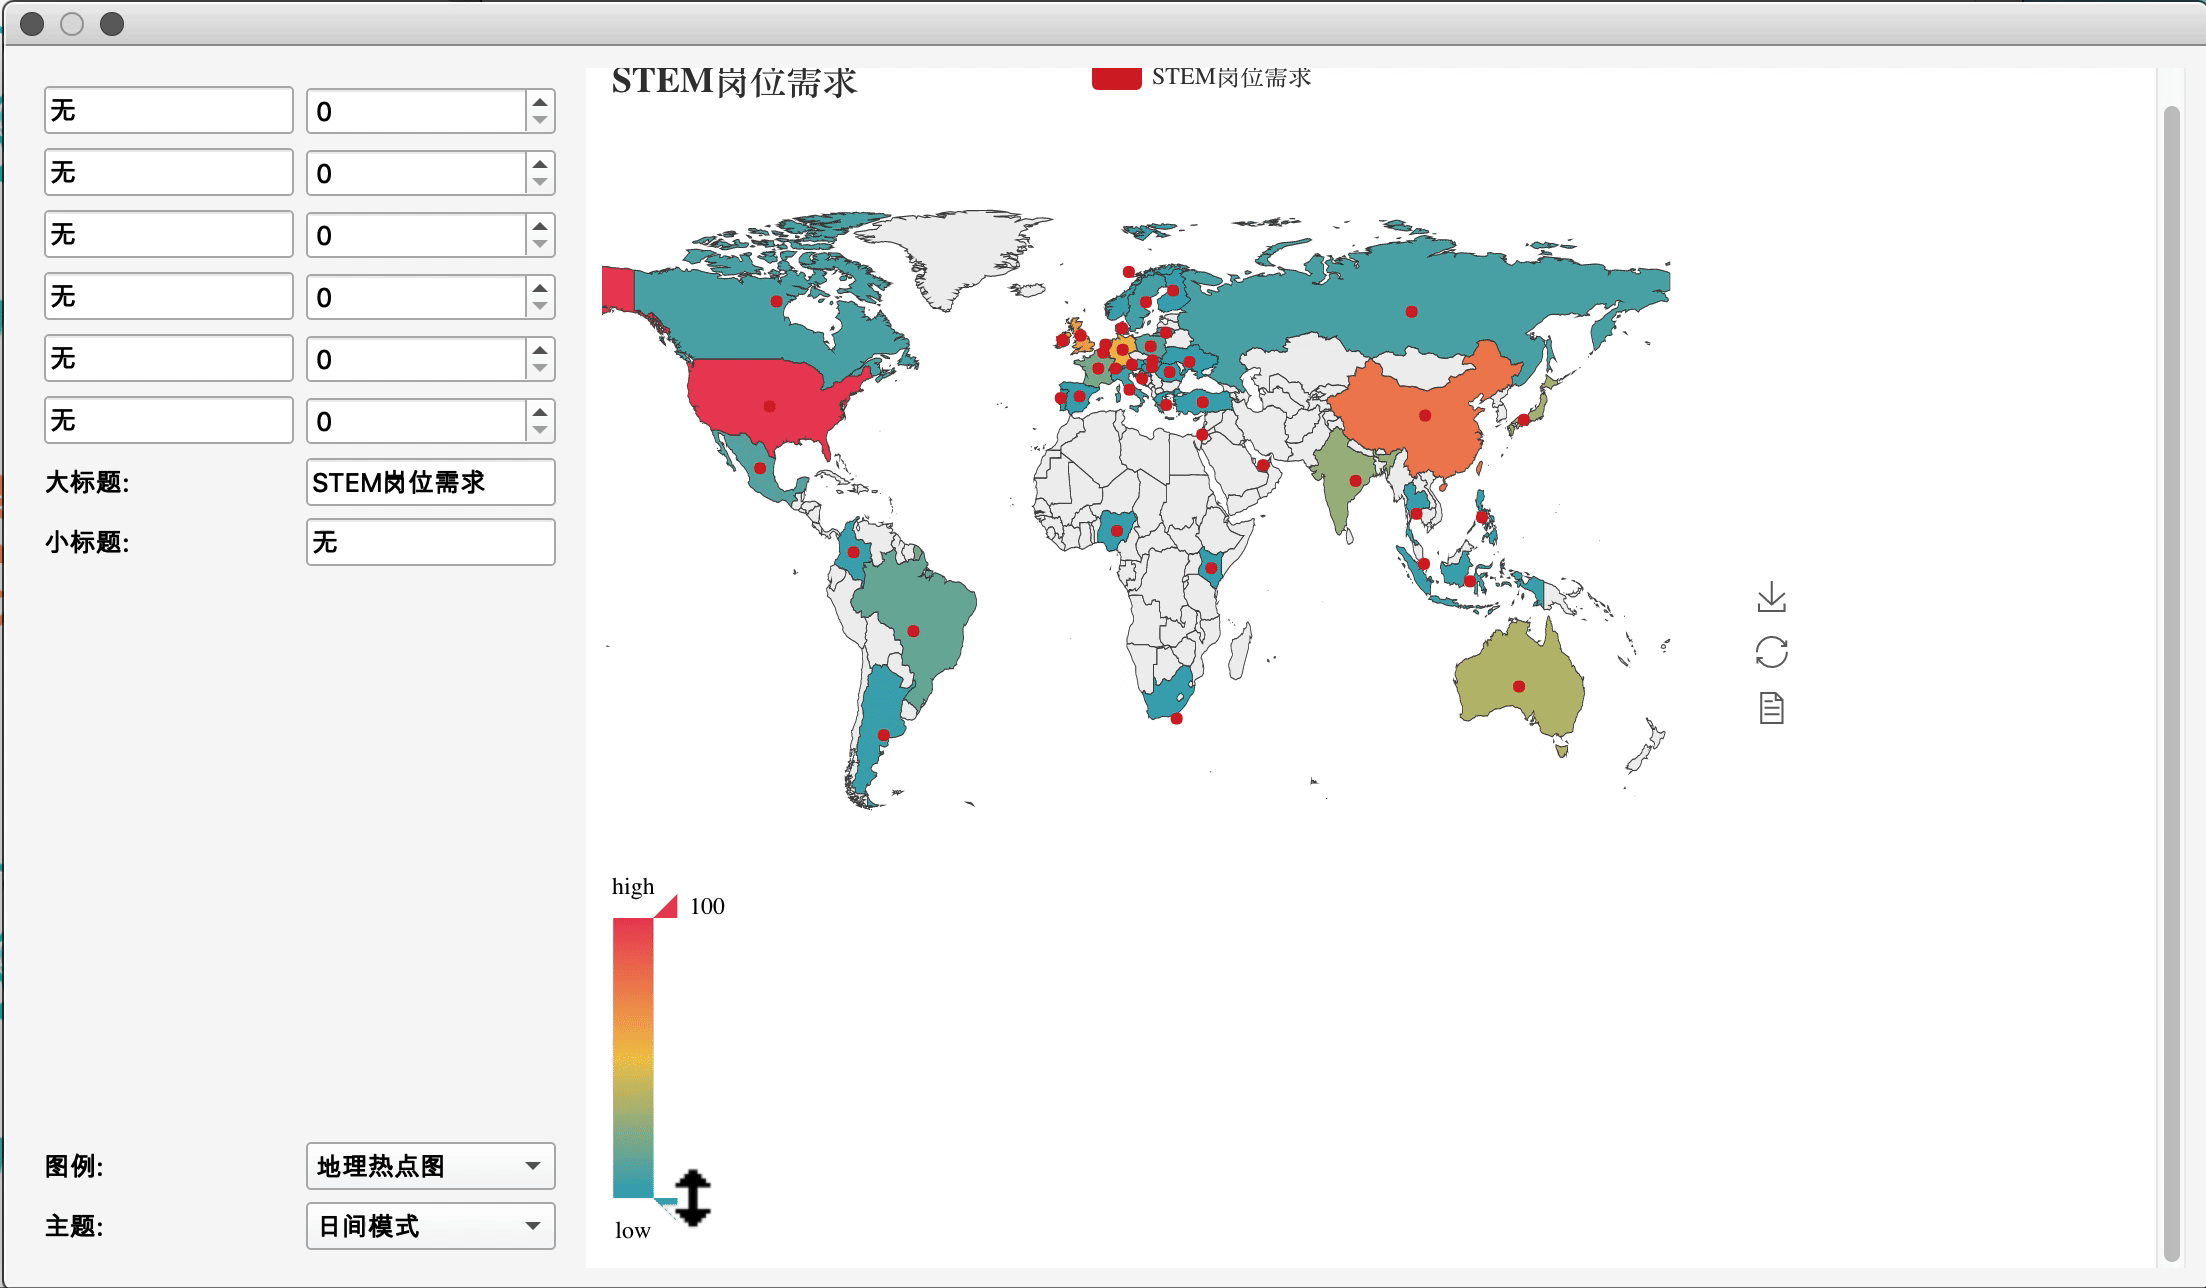 无 0
无 0
无 0
无 0
无 0
无 0
大标题: STEM岗位需求
小标题: 无
图例: 地理热点图
主题: 日间模式
STEM岗位需求
STEM岗位需求
high
100
low